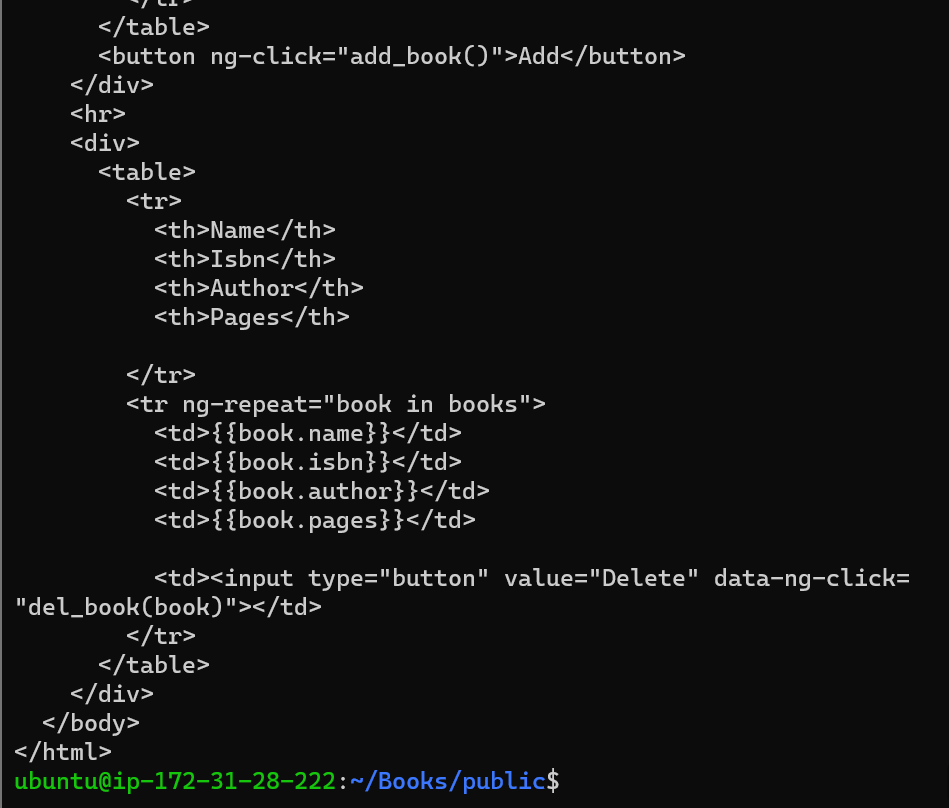 </tr>
</table>
<button ng-click="add_book()">Add</button>
</div>
<hr>
<div>
<table>
<tr>
<th>Name</th>
<th>Isbn</th>
<th>Author</th>
<th>Pages</th>
</tr>
<tr ng-repeat="book in books">
<td>{{book.name}}</td>
<td>{{book.isbn}}</td>
<td>{{book.author}}</td>
<td>{{book.pages}}</td>
<td><input type="button" value="Delete" data-ng-click=
"del_book(book)"></td>
</tr>
</table>
</div>
</body>
</html>
ubuntu@ip-172-31-28-222:~/Books/public$